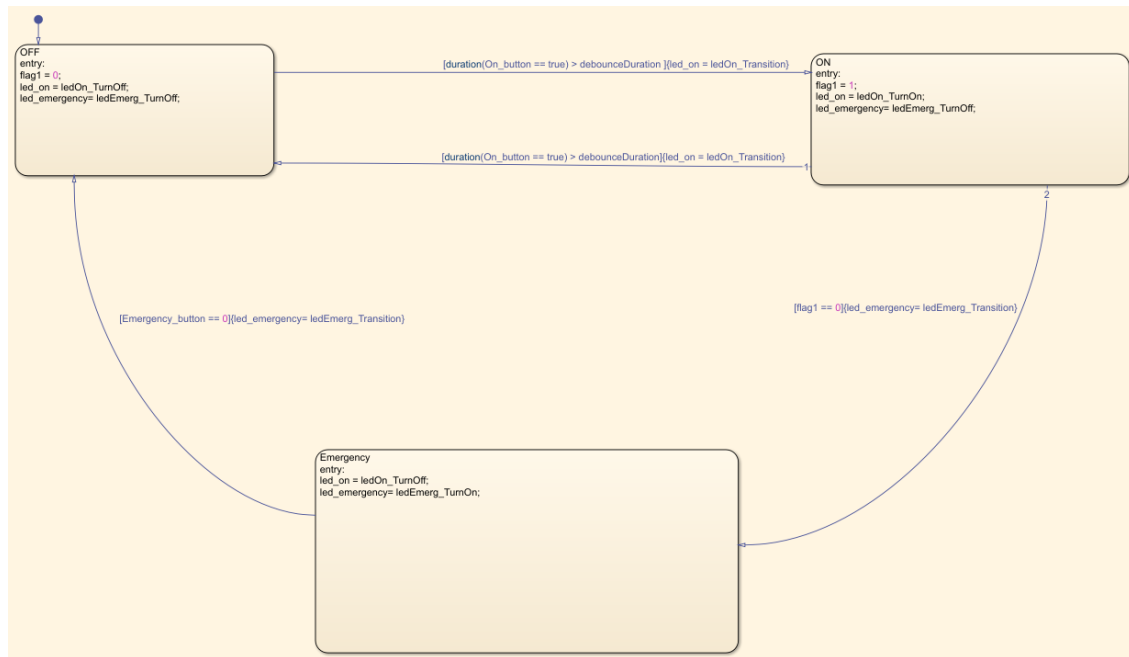 OFF
entry:
flag1 = 0;
led_on = ledOn_TurnOff;
led_emergency= ledEmerg_TurnOff;
[duration(On_button == true) > debounceDuration ]{led_on = ledOn_Transition}
ON
entry:
flag1 = 1;
led_on = ledOn_TurnOn;
led_emergency= ledEmerg_TurnOff;
[duration(On_button == true) > debounceDuration]{led_on = ledOn_Transition}
1
2
[flag1 == 0]{led_emergency= ledEmerg_Transition}
[Emergency_button == 0]{led_emergency= ledEmerg_Transition}
Emergency
entry:
led_on = ledOn_TurnOff;
led_emergency= ledEmerg_TurnOn;